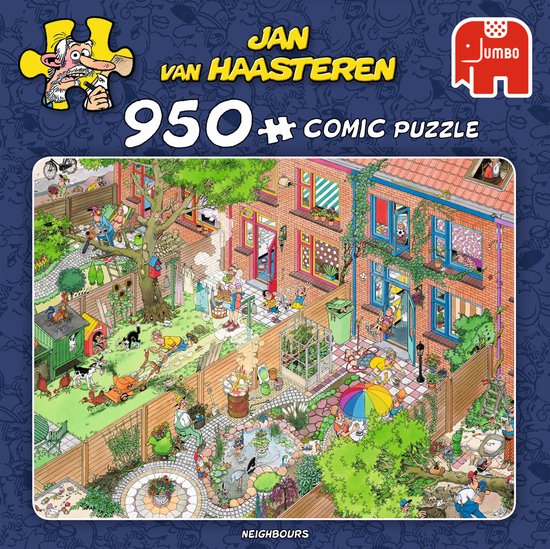 JAN
VAN HAASTEREN
JUMBO
950 COMIC PUZZLE
NEIGHBOURS